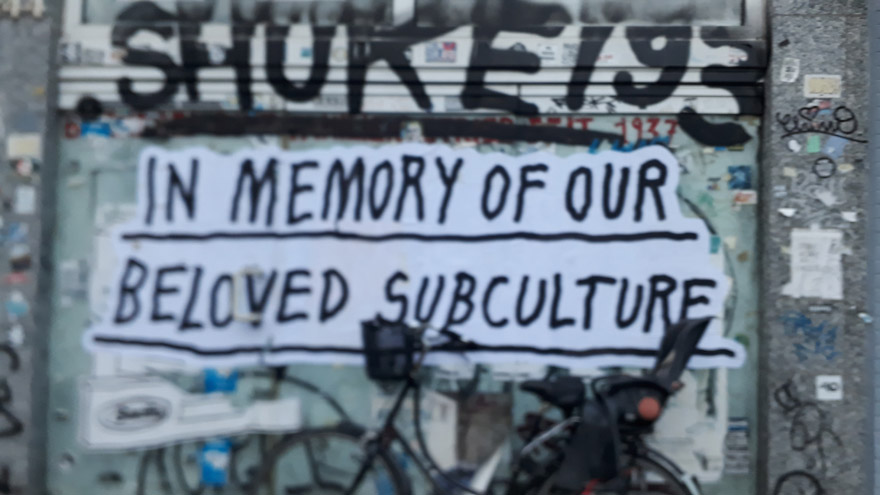 SHUKE193
IN MEMORY OF OUR
BELOVED SUBCULTURE